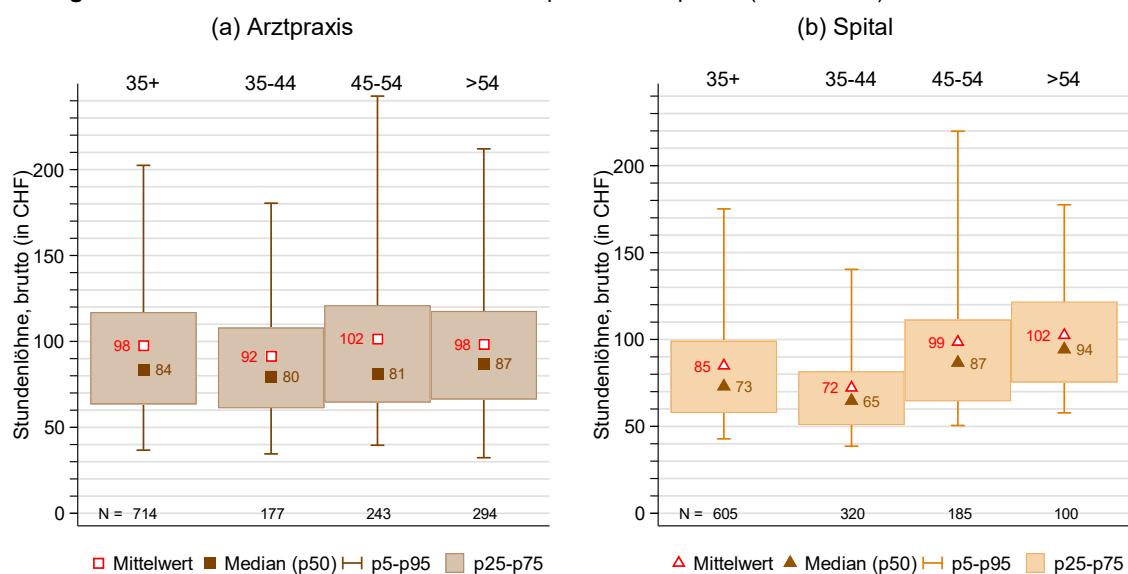 (a) Arztpraxis
35+ 35-44 45-54 >54
Stundenlöhne, brutto (in CHF)
200
150
100
50
0
98 84
92 80
102 81
98 87
N = 714 177 243 294
Mittelwert Median (p50) p5-p95 p25-p75
(b) Spital
35+ 35-44 45-54 >54
Stundenlöhne, brutto (in CHF)
200
150
100
50
0
85 73
72 65
99 87
102 94
N = 605 320 185 100
Mittelwert Median (p50) p5-p95 p25-p75